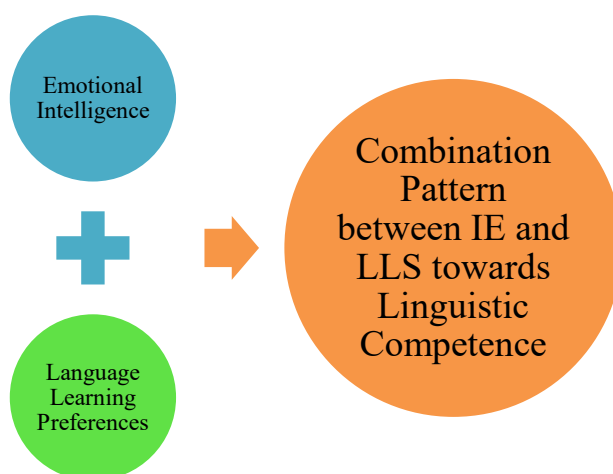 Emotional
Intelligence
Language
Learning
Preferences
Combination
Pattern
between IE and
LLS towards
Linguistic
Competence